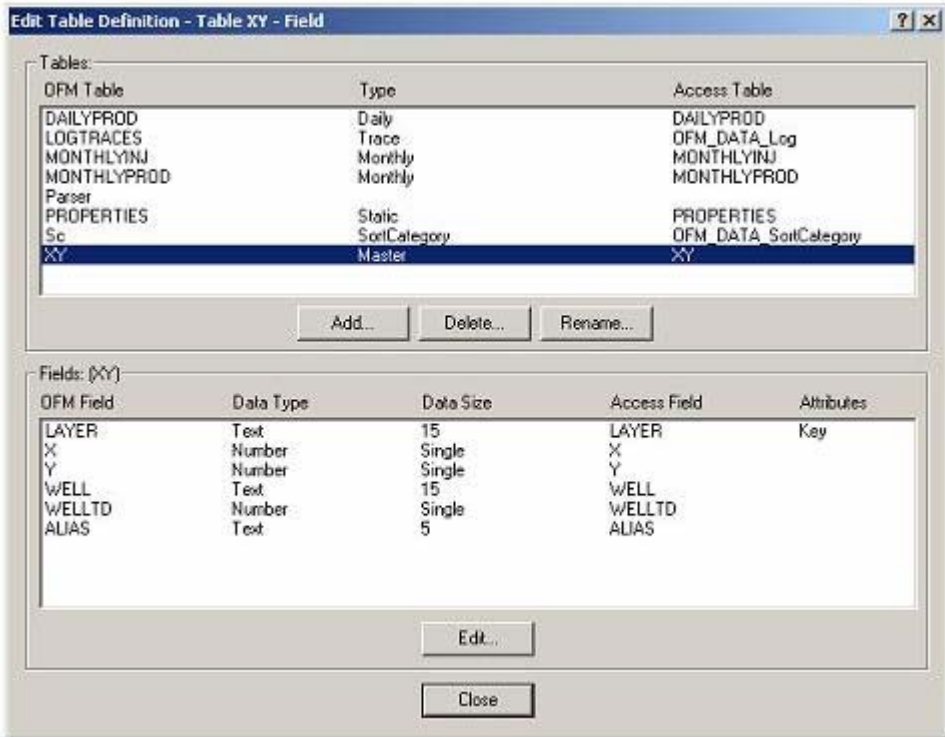 Edit Table Definition - Table XY - Field
Tables:
OFM Table Type Access Table
DAILYPROD Daily DAILYPROD
LOGTRACES Trace OFM_DATA_Log
MONTHLYINJ Monthly MONTHLYINJ
MONTHLYPROD Monthly MONTHLYPROD
Parser
PROPERTIES Static PROPERTIES
Sc SortCategory OFM_DATA_SortCategory
XY Master XY
Add... Delete... Rename...
Fields: (XY)
OFM Field Data Type Data Size Access Field Attributes
LAYER Text 15 LAYER Key
X Number Single X
Y Number Single Y
WELL Text 15 WELL
WELLTD Number Single WELLTD
ALIAS Text 5 ALIAS
Edit...
Close